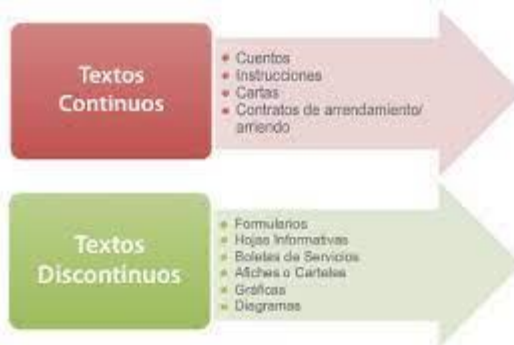 Textos
Continuos
• Cuentos
• Instrucciones
• Cartas
• Contratos de arrendamiento/
arriendo
Textos
Discontinuos
• Formularios
• Hojas Informativas
• Boletas de Servicios
• Afiches o Carteles
• Gráficas
• Diagramas